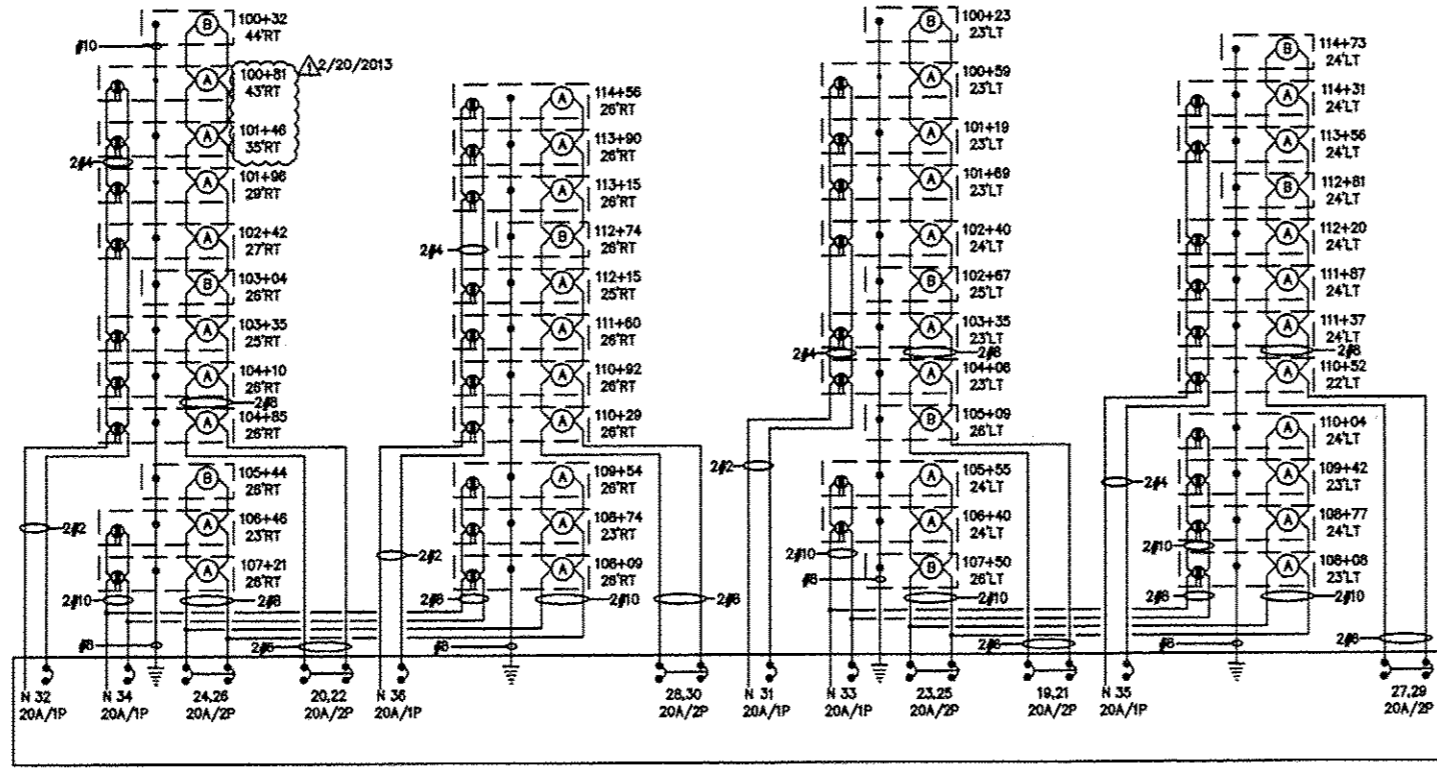 100+32
44'RT
#10
100+81
43'RT
1 2/20/2013
101+46
35'RT
2#4
101+96
29'RT
102+42
27'RT
103+04
26'RT
103+35
25'RT
104+10
26'RT
2#8
104+85
26'RT
105+44
26'RT
2#2
106+46
23'RT
107+21
26'RT
2#10
2#8
#8
2#6
B
A
A
A
A
B
A
A
A
B
A
A
114+56
26'RT
113+90
26'RT
113+15
26'RT
2#4
112+74
26'RT
112+15
25'RT
111+60
26'RT
110+92
26'RT
110+29
26'RT
109+54
26'RT
108+74
23'RT
2#2
108+09
26'RT
2#10
2#6
#8
A
A
A
B
A
A
A
A
A
A
A
100+23
23'LT
100+59
23'LT
101+19
23'LT
101+69
23'LT
102+40
24'LT
102+67
25'LT
103+35
23'LT
2#4
2#8
104+06
23'LT
105+09
26'LT
2#2
105+55
24'LT
106+40
24'LT
2#10
107+50
26'LT
#8
2#10
2#6
B
A
A
A
A
B
A
A
B
A
A
B
114+73
24'LT
114+31
24'LT
113+56
24'LT
112+81
24'LT
112+20
24'LT
111+87
24'LT
111+37
24'LT
2#8
110+52
22'LT
110+04
24'LT
2#4
109+42
23'LT
108+77
24'LT
2#10
108+08
23'LT
2#8
2#10
#8
B
A
A
B
A
A
A
A
A
A
A
A
N 32
20A/1P
N 34
20A/1P
24,26
20A/2P
20,22
20A/2P
N 36
20A/1P
28,30
20A/2P
N 31
20A/1P
N 33
20A/1P
23,25
20A/2P
19,21
20A/2P
N 35
20A/1P
27,29
20A/2P